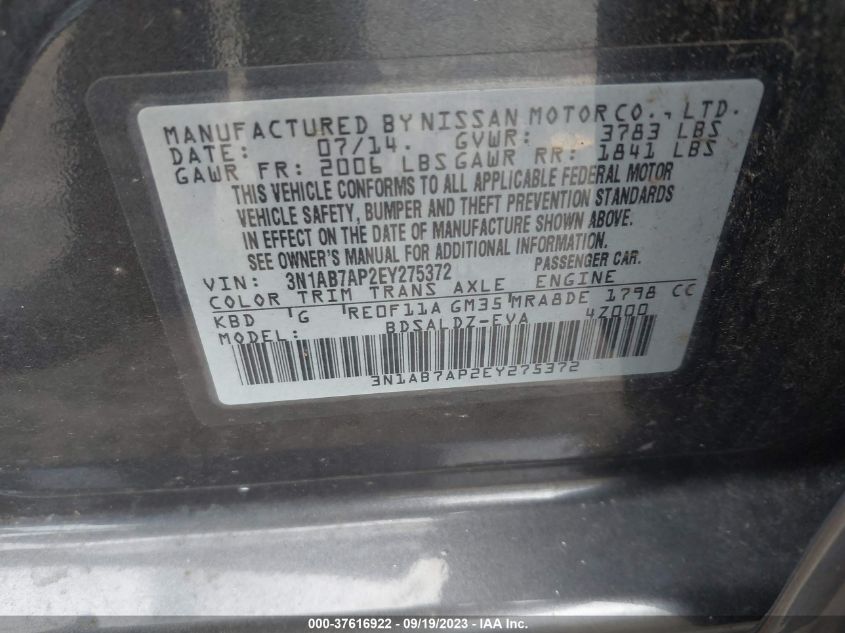 MANUFACTURED BY NISSAN MOTOR CO., LTD.
DATE: 07/14. GVWR: 3783 LBS
GAWR FR: 2006 LBS GAWR RR: 1841 LBS
THIS VEHICLE CONFORMS TO ALL APPLICABLE FEDERAL MOTOR
VEHICLE SAFETY, BUMPER AND THEFT PREVENTION STANDARDS
IN EFFECT ON THE DATE OF MANUFACTURE SHOWN ABOVE.
SEE OWNER'S MANUAL FOR ADDITIONAL INFORMATION.
VIN: 3N1AB7AP2EY275372 PASSENGER CAR.
COLOR TRIM TRANS AXLE ENGINE
KBD G RE0F11A GM35 MRA8DE 1798 CC
MODEL: BDSALDZ-EVA 47000
3N1AB7AP2EY275372
000-37616922 - 09/19/2023 - IAAI Inc.